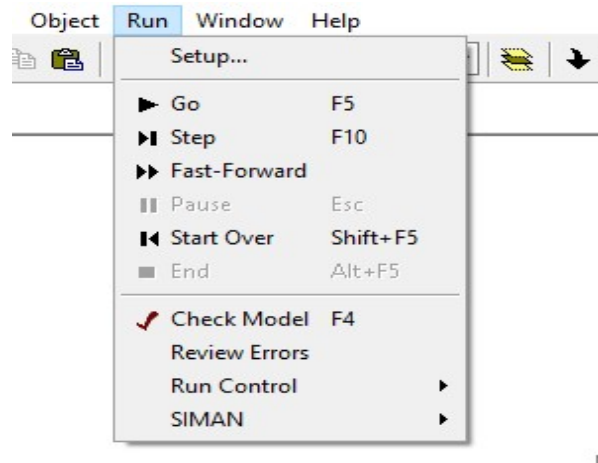 Object Run Window Help
Setup...
Go F5
Step F10
Fast-Forward
Pause Esc
Start Over Shift+F5
End Alt+F5
Check Model F4
Review Errors
Run Control
SIMAN